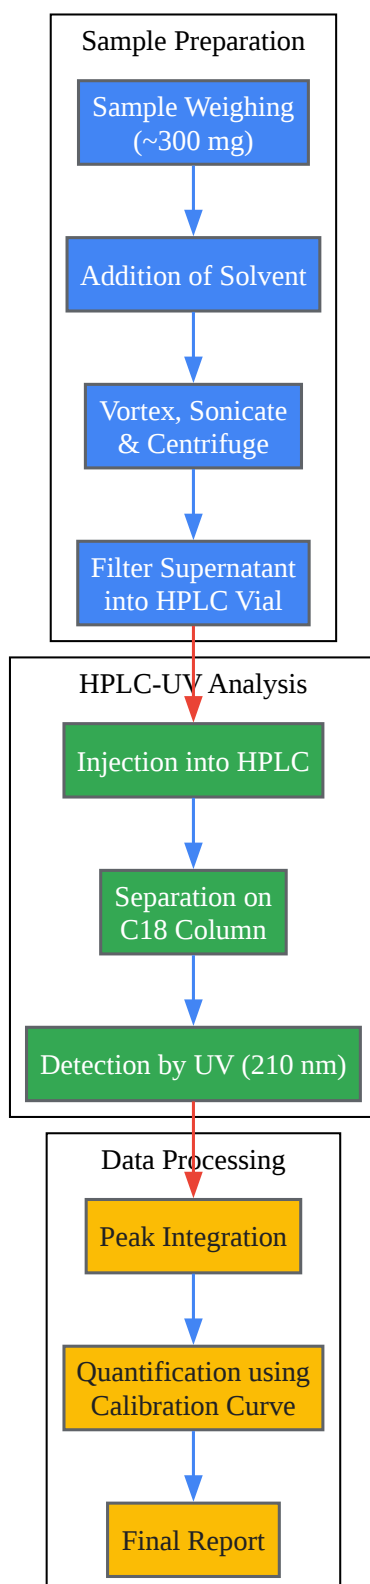 Sample Preparation
Sample Weighing
(~300 mg)
Addition of Solvent
Vortex, Sonicate
& Centrifuge
Filter Supernatant
into HPLC Vial
HPLC-UV Analysis
Injection into HPLC
Separation on
C18 Column
Detection by UV (210 nm)
Data Processing
Peak Integration
Quantification using
Calibration Curve
Final Report